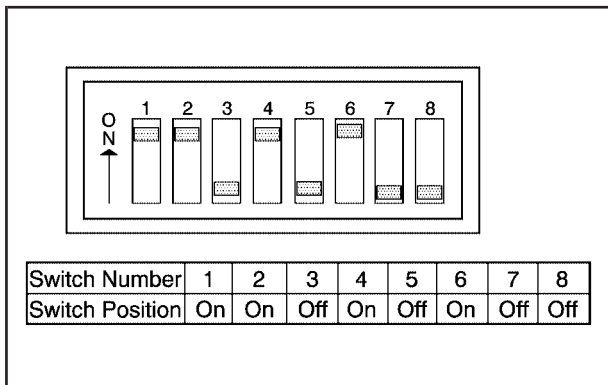 1 2 3 4 5 6 7 8
ON
Switch Number 1 2 3 4 5 6 7 8
Switch Position On On Off On Off On Off Off